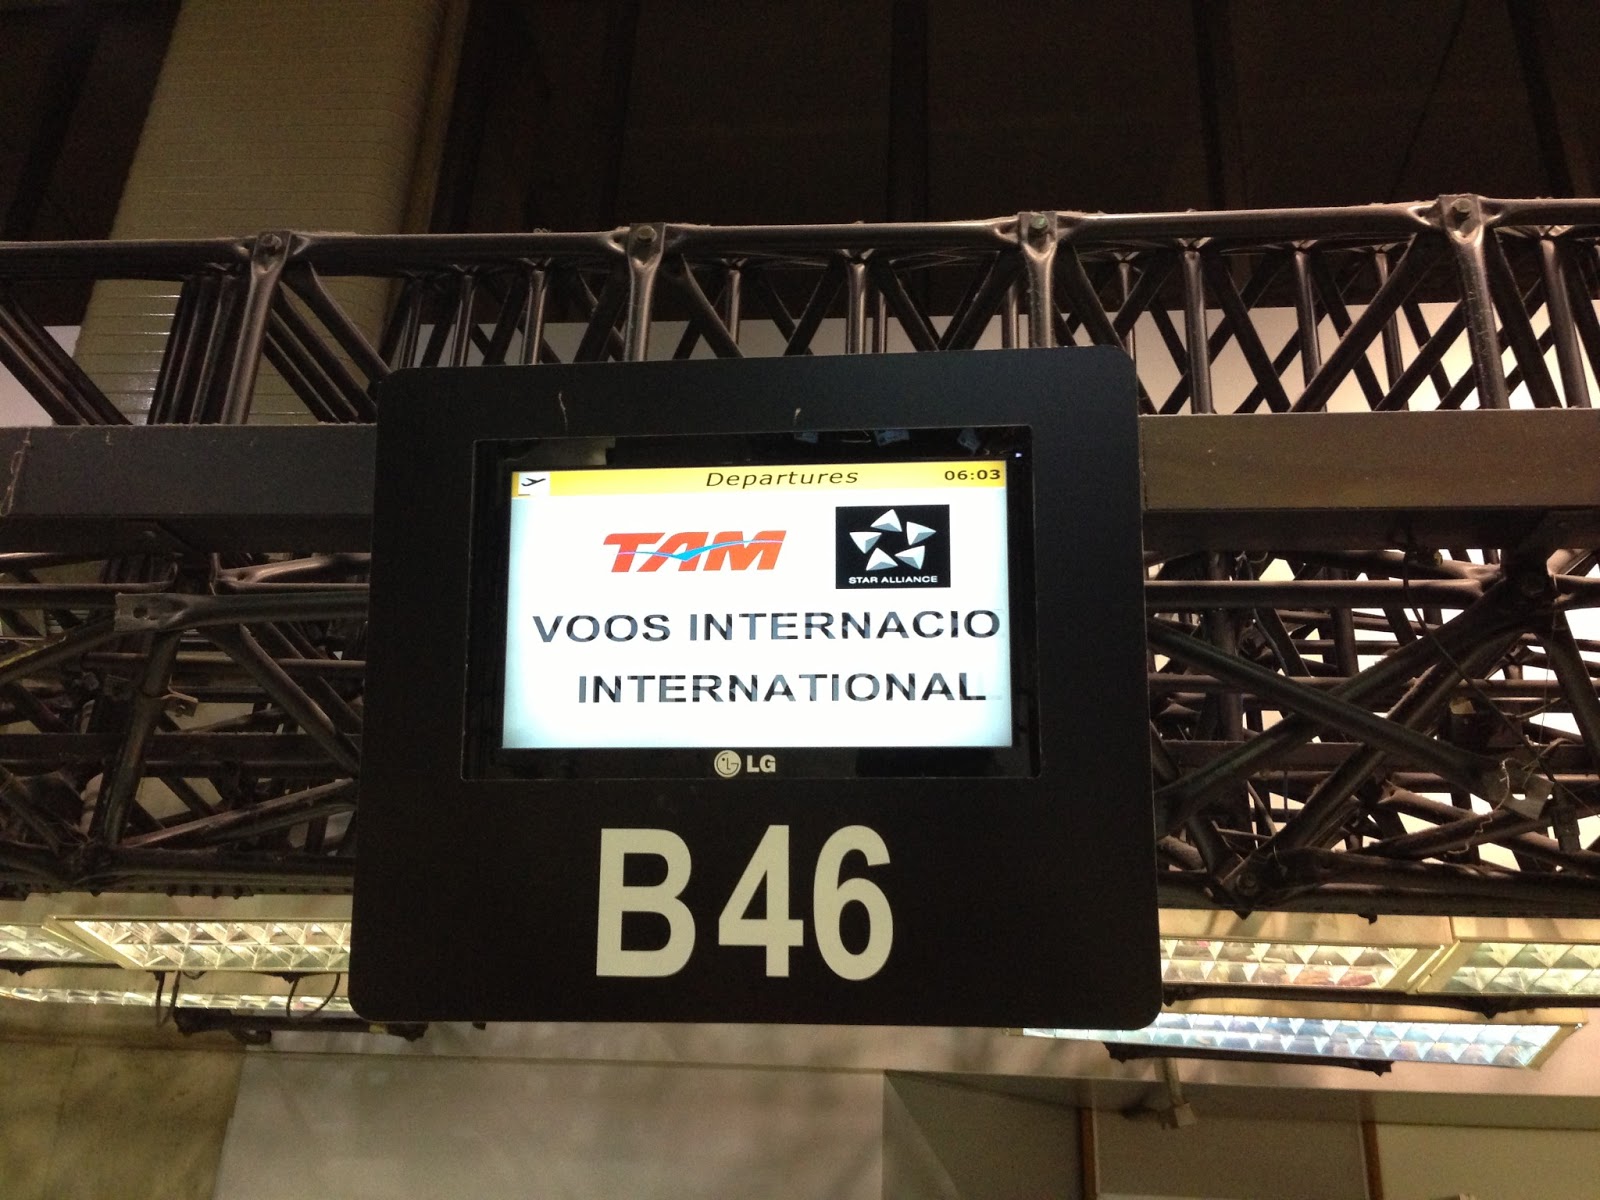 Departures 06:03
TAM
STAR ALLIANCE
VOOS INTERNACIO
INTERNATIONAL
LG
B46